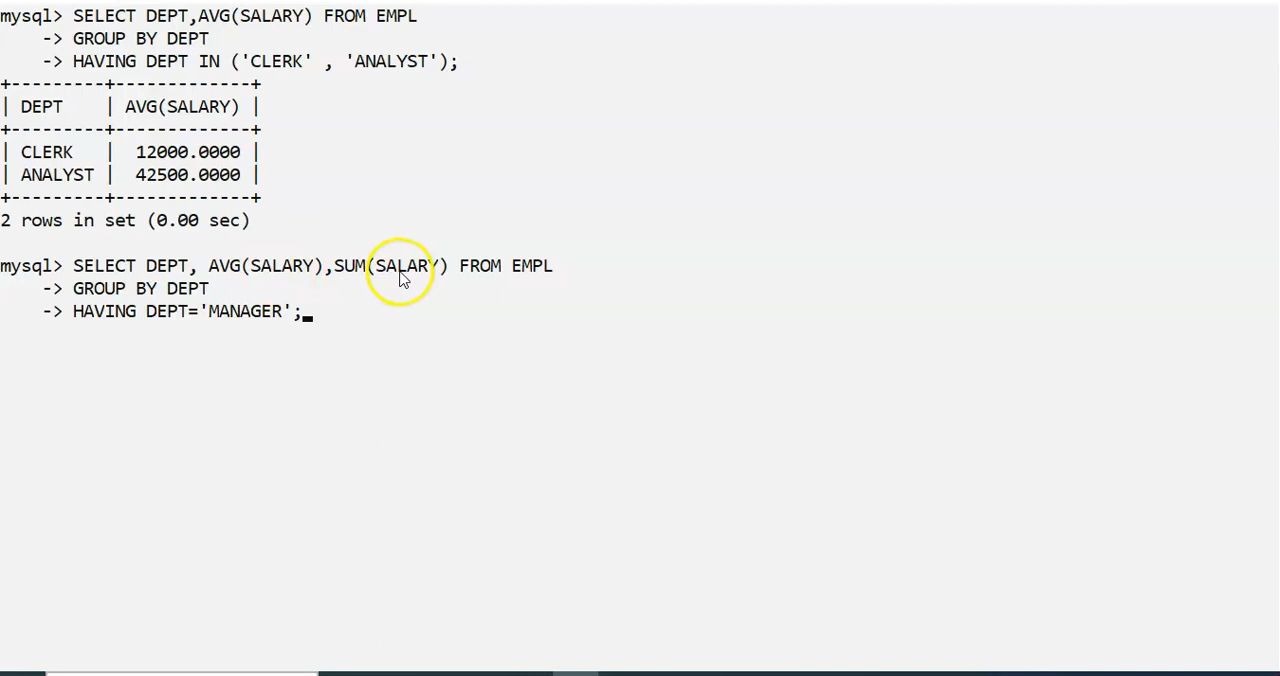 mysql> SELECT DEPT,AVG(SALARY) FROM EMPL
    -> GROUP BY DEPT
    -> HAVING DEPT IN ('CLERK' , 'ANALYST');
+---------+-------------+
| DEPT    | AVG(SALARY) |
+---------+-------------+
| CLERK   |  12000.0000 |
| ANALYST |  42500.0000 |
+---------+-------------+
2 rows in set (0.00 sec)
mysql> SELECT DEPT, AVG(SALARY),SUM(SALARY) FROM EMPL
    -> GROUP BY DEPT
    -> HAVING DEPT='MANAGER';